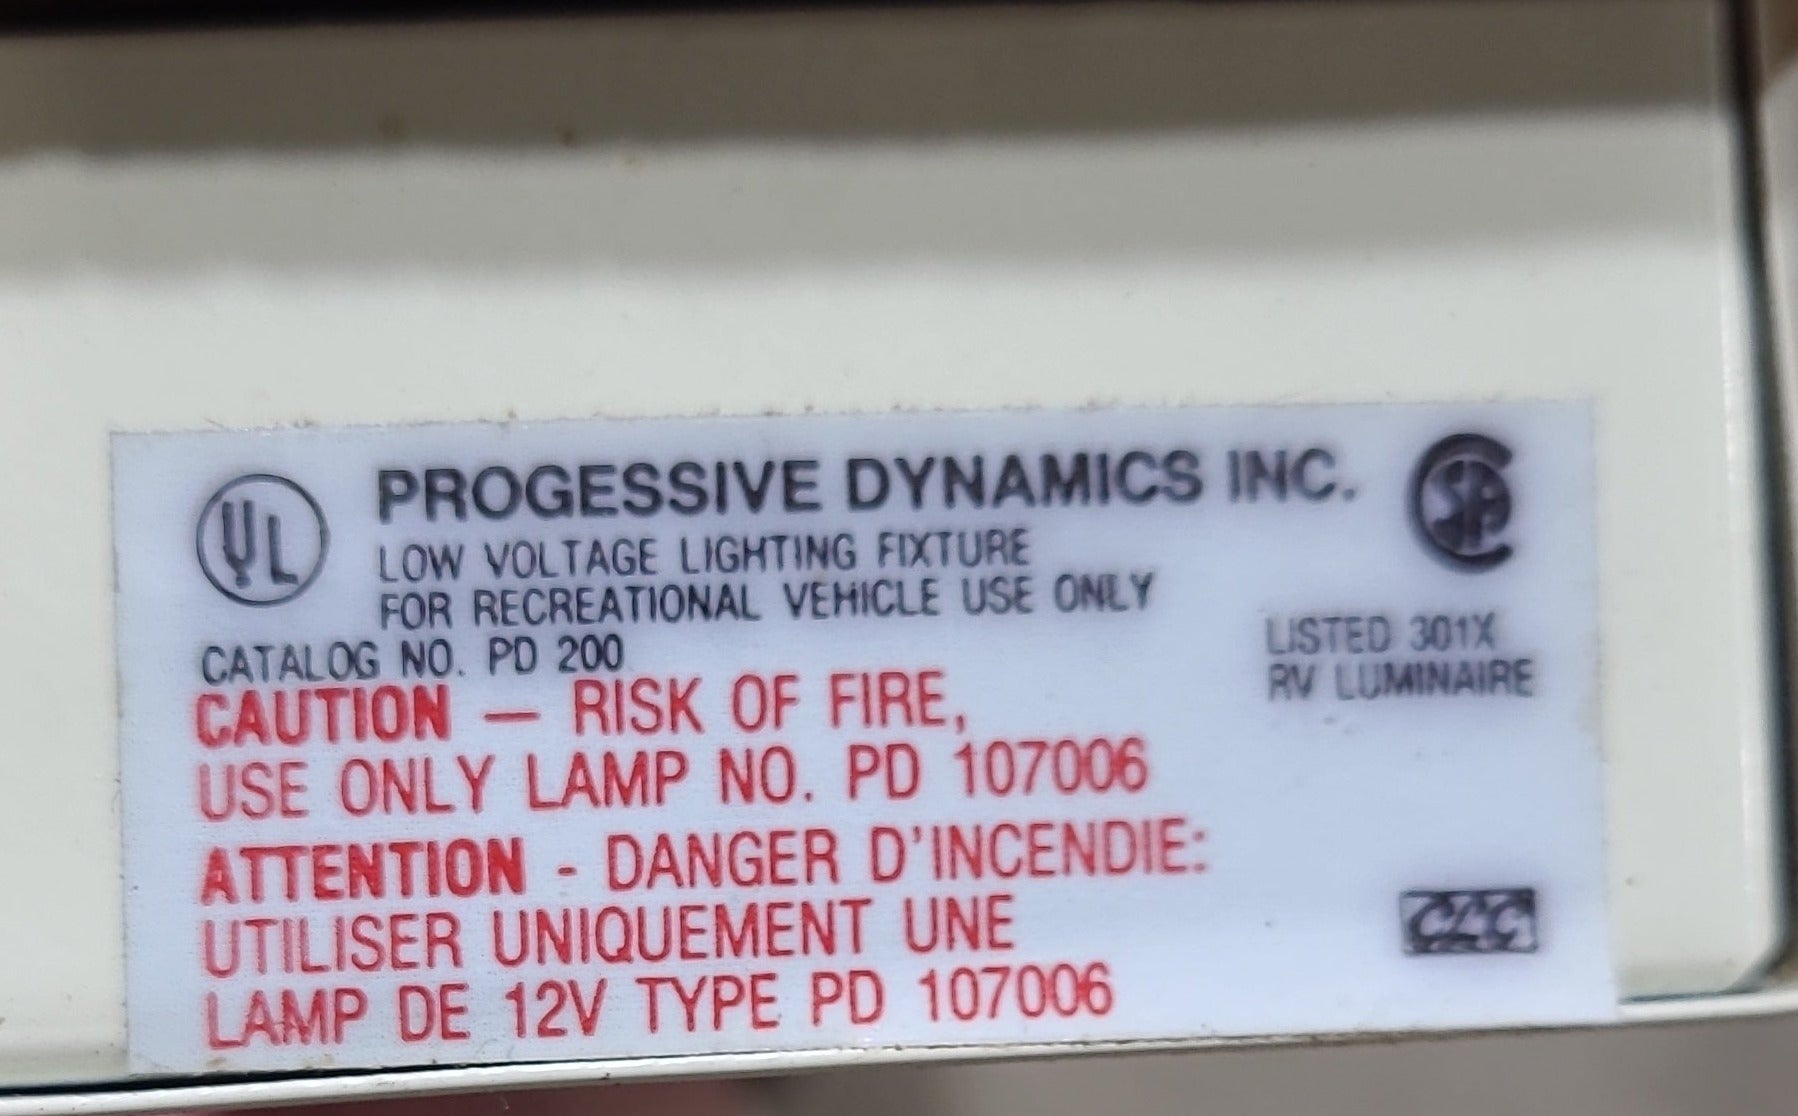 UL
PROGESSIVE DYNAMICS INC.
SA
LOW VOLTAGE LIGHTING FIXTURE
FOR RECREATIONAL VEHICLE USE ONLY
CATALOG NO. PD 200
LISTED 301X
RV LUMINAIRE
CAUTION — RISK OF FIRE,
USE ONLY LAMP NO. PD 107006
ATTENTION - DANGER D'INCENDIE:
UTILISER UNIQUEMENT UNE
LAMP DE 12V TYPE PD 107006